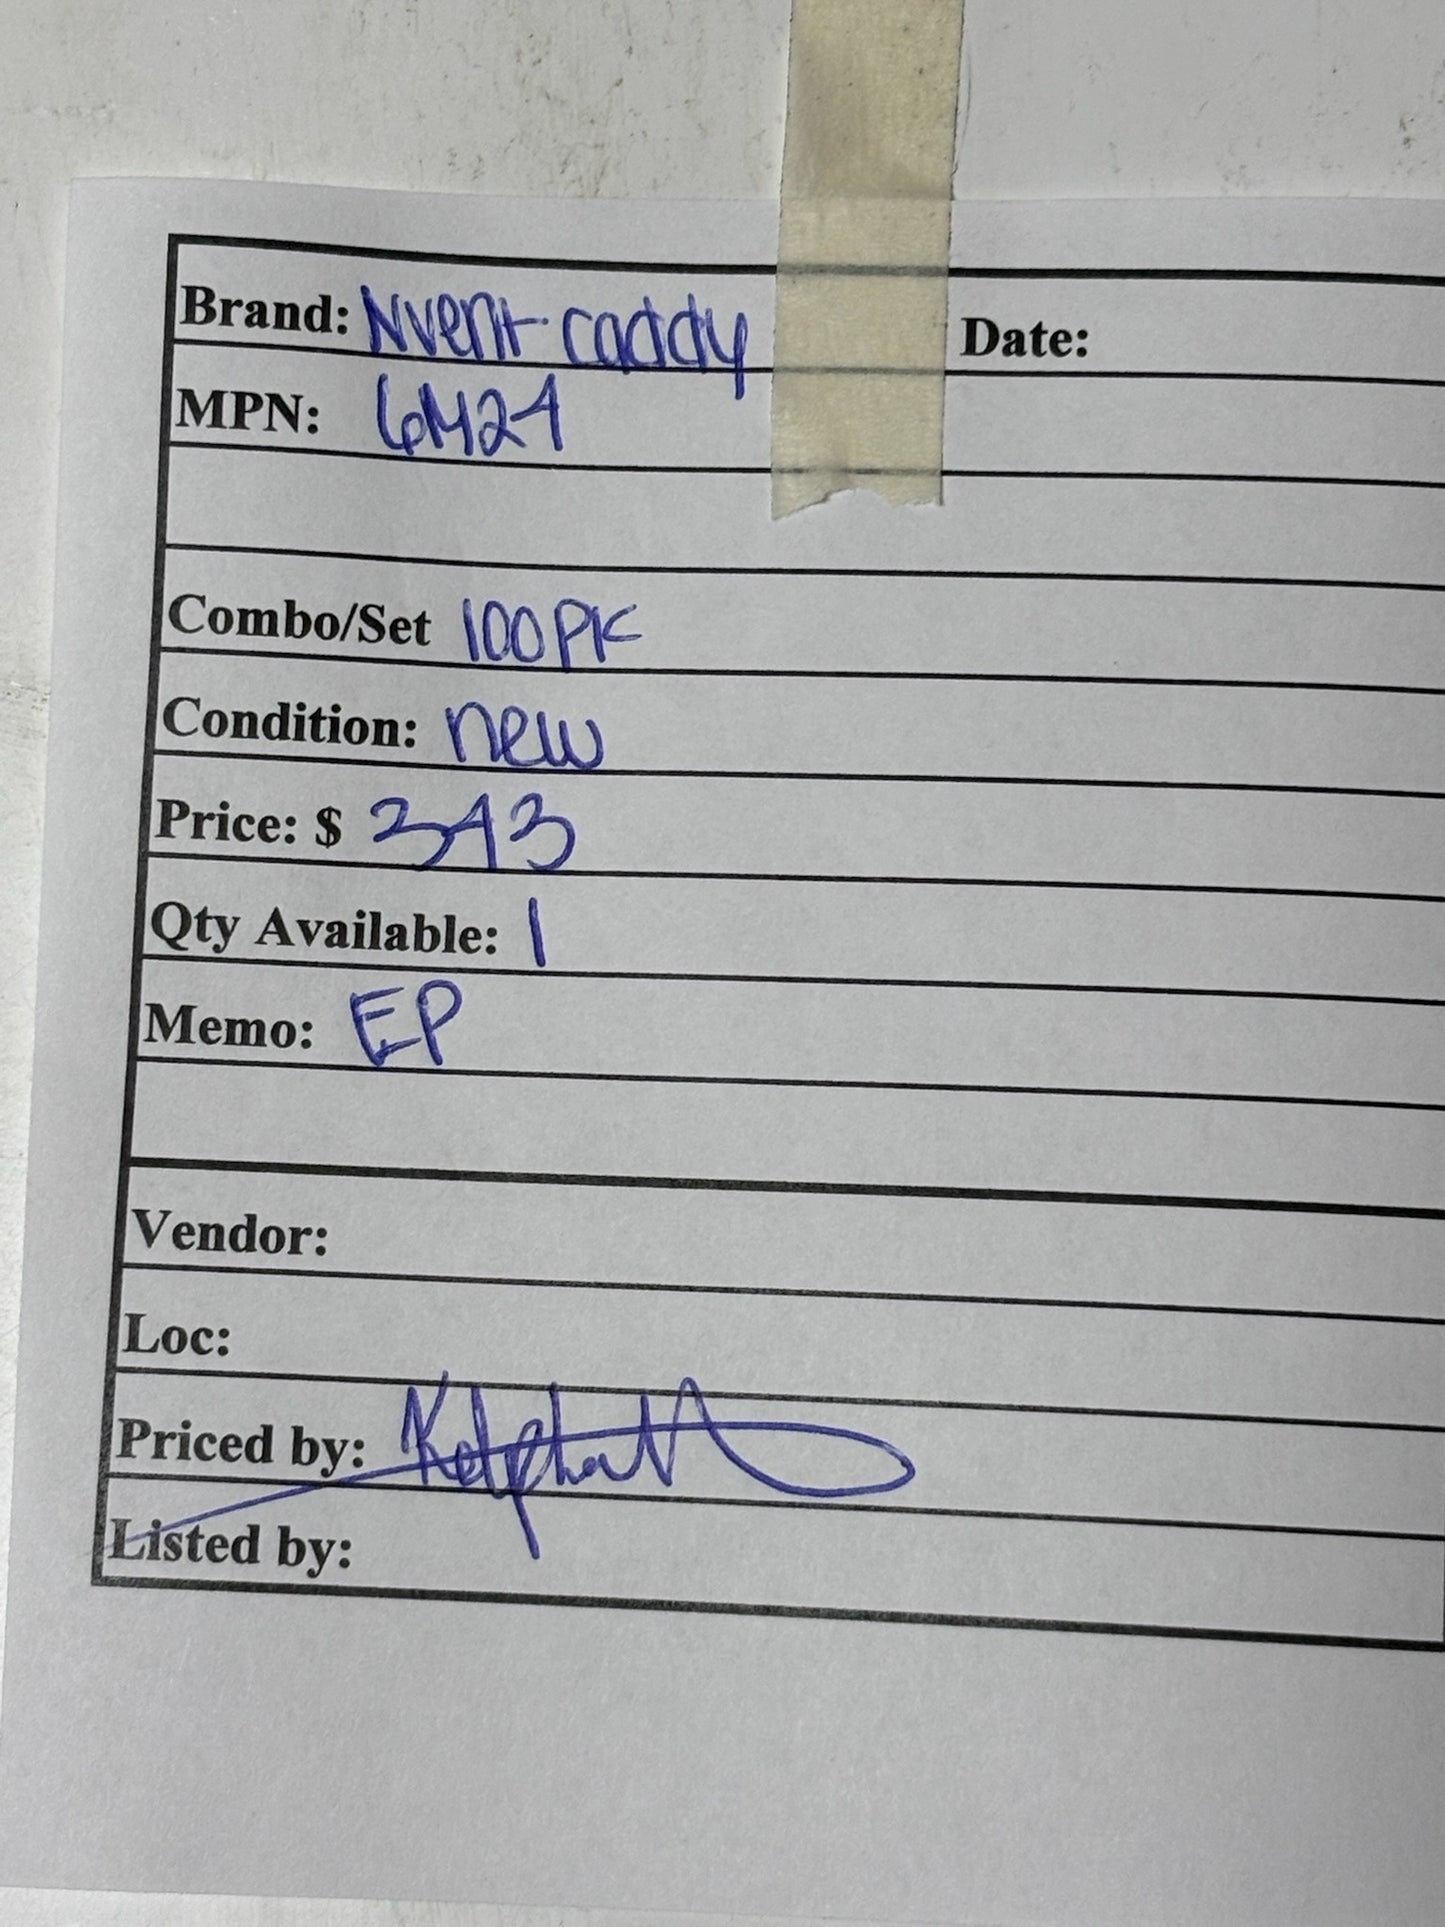 Brand: Nvent caddy Date:
MPN: 6M24
Combo/Set 100PK
Condition: new
Price: $ 343
Qty Available: 1
Memo: EP
Vendor:
Loc:
Priced by:
Listed by: